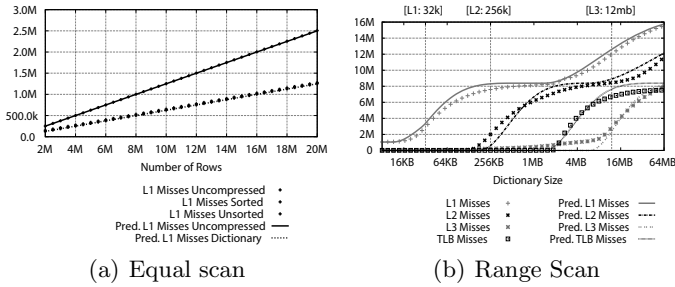 3.0M
2.5M
2.0M
1.5M
1.0M
500.0k
0.0
2M 4M 6M 8M 10M 12M 14M 16M 18M 20M
Number of Rows
L1 Misses Uncompressed
L1 Misses Sorted
L1 Misses Unsorted
Pred. L1 Misses Uncompressed
Pred. L1 Misses Dictionary
(a) Equal scan
[L1: 32k] [L2: 256k] [L3: 12mb]
16M
14M
12M
10M
8M
6M
4M
2M
0
16KB 64KB 256KB 1MB 4MB 16MB 64MB
Dictionary Size
L1 Misses Pred. L1 Misses
L2 Misses Pred. L2 Misses
L3 Misses Pred. L3 Misses
TLB Misses Pred. TLB Misses
(b) Range Scan